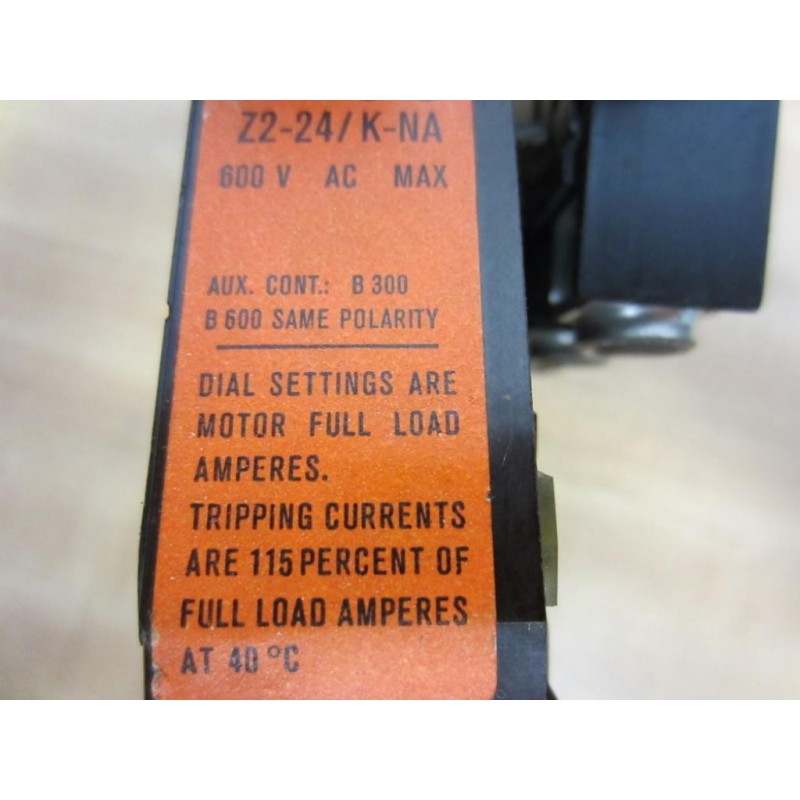 Z2-24/K-NA
600 V AC MAX
AUX. CONT.: B 300
B 600 SAME POLARITY
DIAL SETTINGS ARE
MOTOR FULL LOAD
AMPERES.
TRIPPING CURRENTS
ARE 115 PERCENT OF
FULL LOAD AMPERES
AT 40 °C